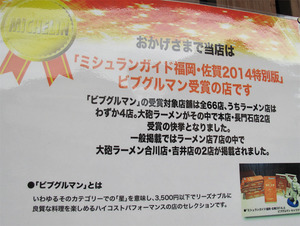 MICHELIN
おかげさまで当店は
「ミシュランガイド福岡・佐賀2014特別版」
ビブグルマン受賞の店です
「ビブグルマン」の受賞対象店舗は全66店、うちラーメン店は
わずか4店。大砲ラーメンがその中で本店・長門石店2店
受賞の快挙となりました。
一般掲載ではラーメン店7店の中で
大砲ラーメン合川店・吉井店の2店が掲載されました。
●「ビブグルマン」とは
いわゆるそのカテゴリーでの「星」を意味し、3,500円以下でリーズナブルに
良質な料理を楽しめるハイコストパフォーマンスの店のセレクションです。